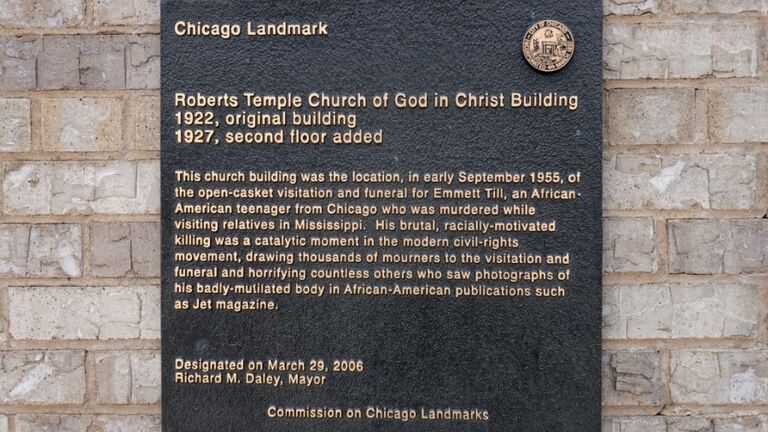 Chicago Landmark
Roberts Temple Church of God in Christ Building
1922, original building
1927, second floor added
This church building was the location, in early September 1955, of
the open-casket visitation and funeral for Emmett Till, an African-
American teenager from Chicago who was murdered while
visiting relatives in Mississippi. His brutal, racially-motivated
killing was a catalytic moment in the modern civil-rights
movement, drawing thousands of mourners to the visitation and
funeral and horrifying countless others who saw photographs of
his badly-mutilated body in African-American publications such
as Jet magazine.
Designated on March 29, 2006
Richard M. Daley, Mayor
Commission on Chicago Landmarks